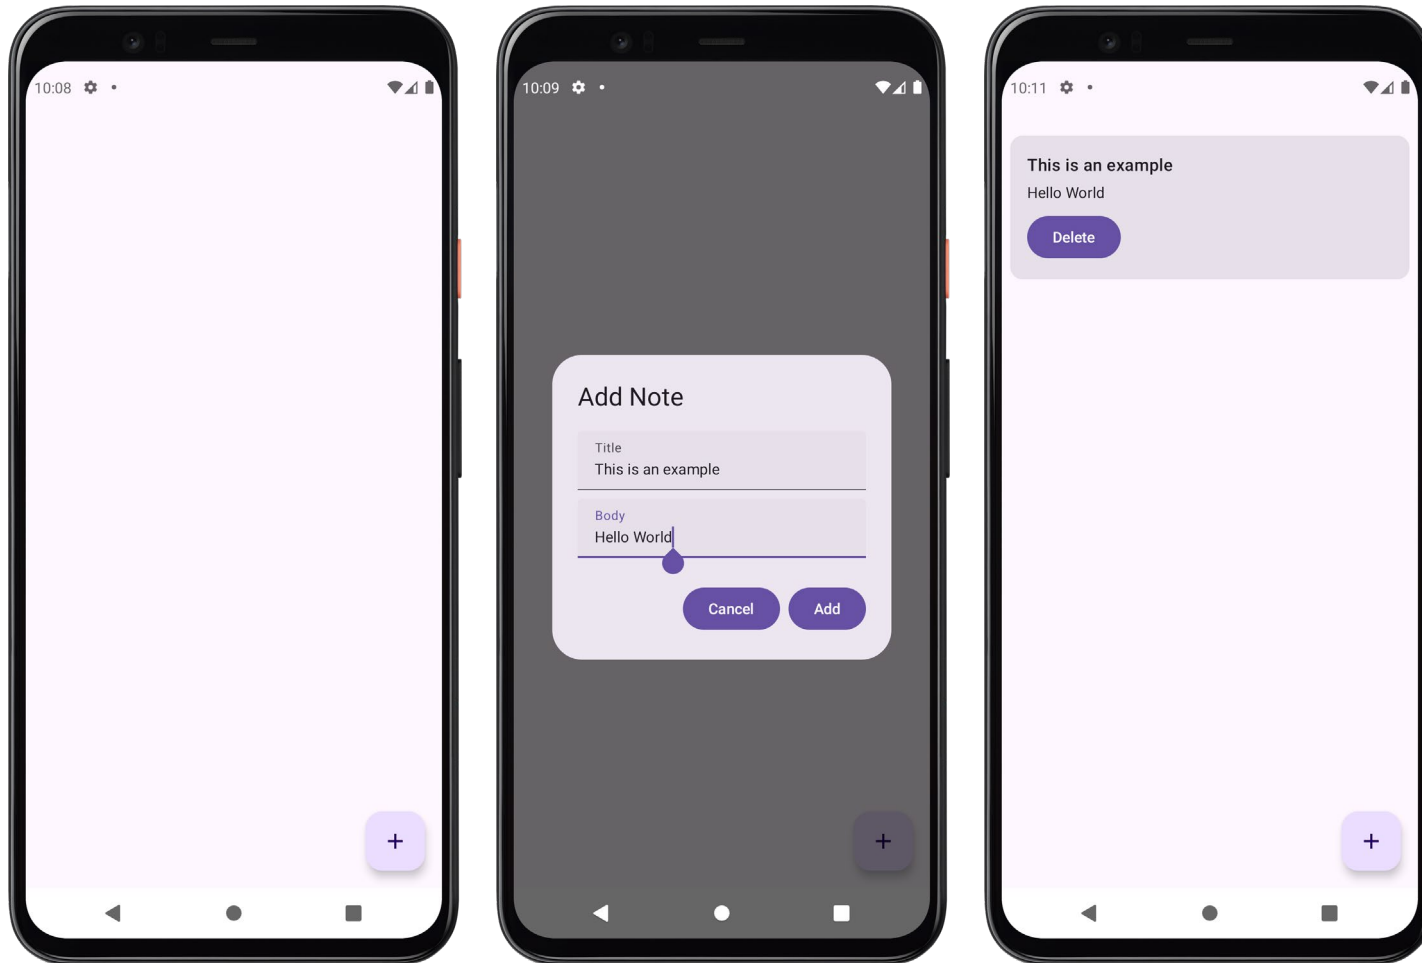 10:08
10:09
Add Note
Title
This is an example
Body
Hello World
Cancel
Add
10:11
This is an example
Hello World
Delete